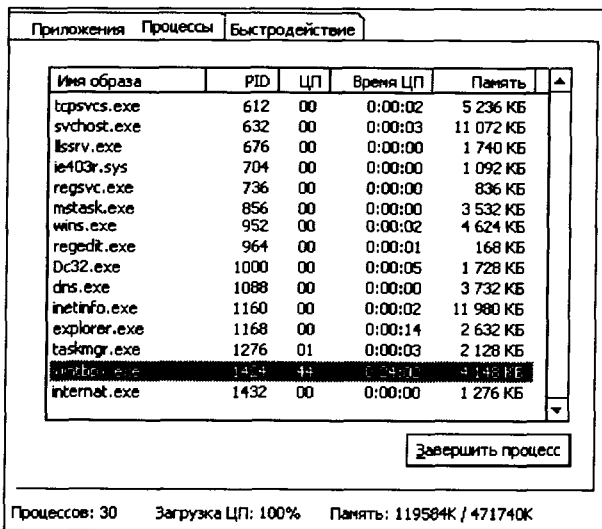 Приложения Процессы Быстродействие
Имя образа PID ЦП Время ЦП Память
tcpsvcs.exe 612 00 0:00:02 5 236 КБ
svchost.exe 632 00 0:00:03 11 072 КБ
llssrv.exe 676 00 0:00:00 1 740 КБ
ie403r.sys 704 00 0:00:00 1 092 КБ
regsvc.exe 736 00 0:00:00 836 КБ
mstask.exe 856 00 0:00:00 3 532 КБ
wins.exe 952 00 0:00:02 4 624 КБ
regedit.exe 964 00 0:00:01 168 КБ
Dc32.exe 1000 00 0:00:05 1 728 КБ
dns.exe 1088 00 0:00:00 3 732 КБ
inetinfo.exe 1160 00 0:00:02 11 980 КБ
explorer.exe 1168 00 0:00:14 2 632 КБ
taskmgr.exe 1276 01 0:00:03 2 128 КБ
1424 44 4 148 КБ
internat.exe 1432 00 0:00:00 1 276 КБ
Завершить процесс
Процессов: 30 Загрузка ЦП: 100% Память: 119584K / 471740K